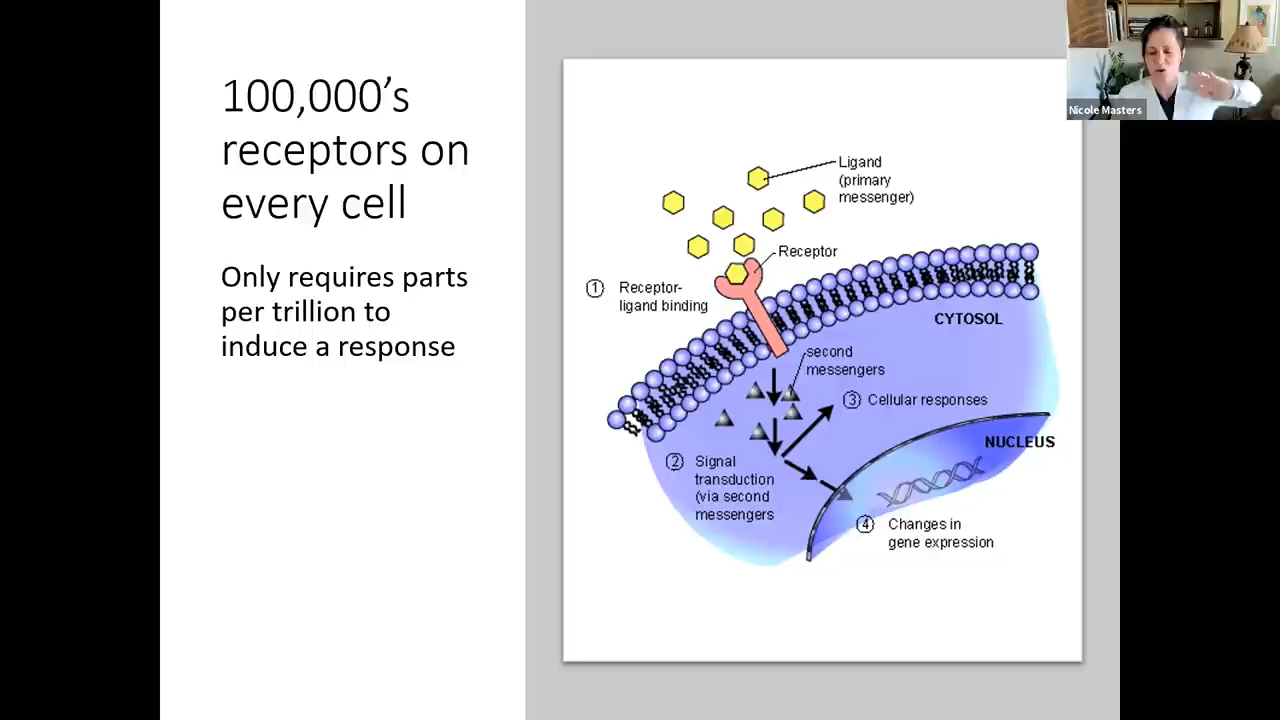 100,000’s
receptors on
every cell
Only requires parts
per trillion to
induce a response
Nicole Masters
Ligand
(primary
messenger)
Receptor
1 Receptor-
ligand binding
CYTOSOL
second
messengers
3 Cellular responses
NUCLEUS
2 Signal
transduction
(via second
messengers
4 Changes in
gene expression